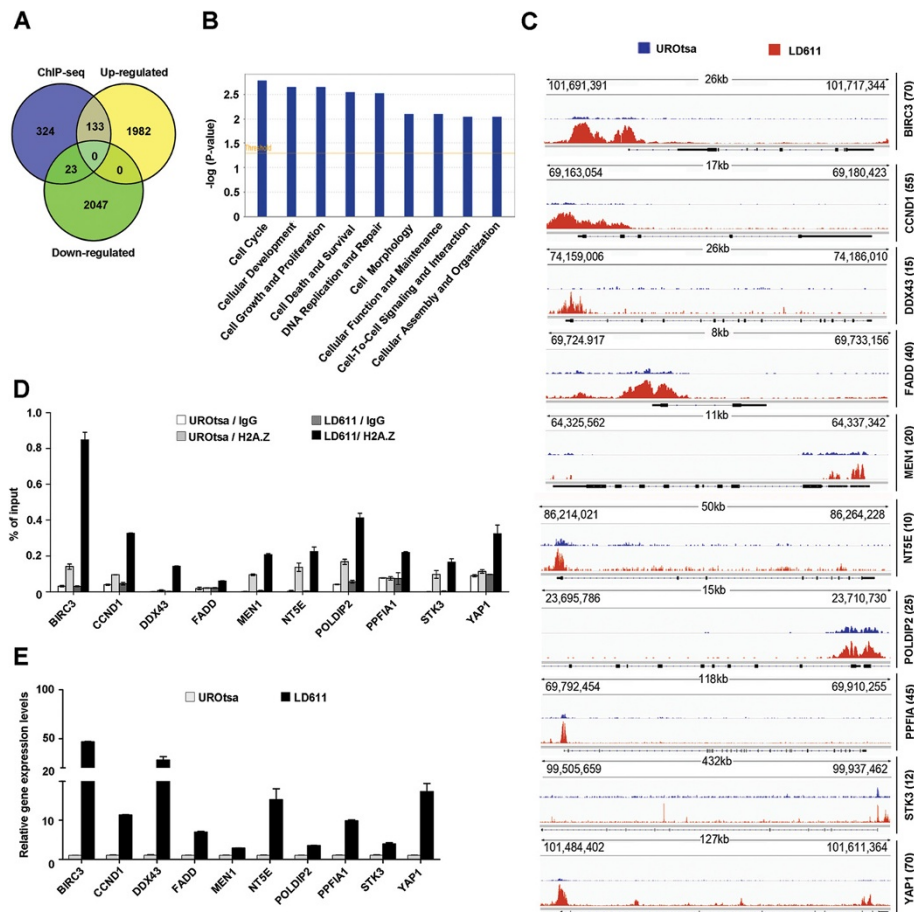 A
ChIP-seq
Up-regulated
324
133
1982
0
23
0
2047
Down-regulated
B
-log (P-value)
2.5
2
1.5
1
0.5
0
Threshold
Cell Cycle
Cellular Development
Cell Growth and Proliferation
Cell Death and Survival
DNA Replication and Repair
Cell Morphology
Cellular Function and Maintenance
Cell-To-Cell Signaling and Interaction
Cellular Assembly and Organization
C
UROtsa
LD611
26kb
101,691,391
101,717,344
BIRC3 (70)
17kb
69,163,054
69,180,423
CCND1 (55)
26kb
74,159,006
74,186,010
DDX43 (15)
8kb
69,724.917
69,733,156
FADD (40)
11kb
64,325,562
64,337,342
MEN1 (20)
50kb
86,214,021
86,264,228
NT5E (10)
15kb
23,695,786
23,710,730
POLDIP2 (25)
118kb
69,792,454
69,910,255
PPFIA (45)
432kb
99,505,659
99,937,462
STK3 (12)
127kb
101,484,402
101,611,364
YAP1 (70)
D
% of input
1.0
0.8
0.6
0.4
0.2
0.0
UROtsa / IgG
LD611 / IgG
UROtsa / H2A.Z
LD611/ H2A.Z
BIRC3
CCND1
DDX43
FADD
MEN1
NT5E
POLDIP2
PPFIA1
STK3
YAP1
E
Relative gene expression levels
100
50
20
20
10
0
UROtsa
LD611
BIRC3
CCND1
DDX43
FADD
MEN1
NT5E
POLDIP2
PPFIA1
STK3
YAP1